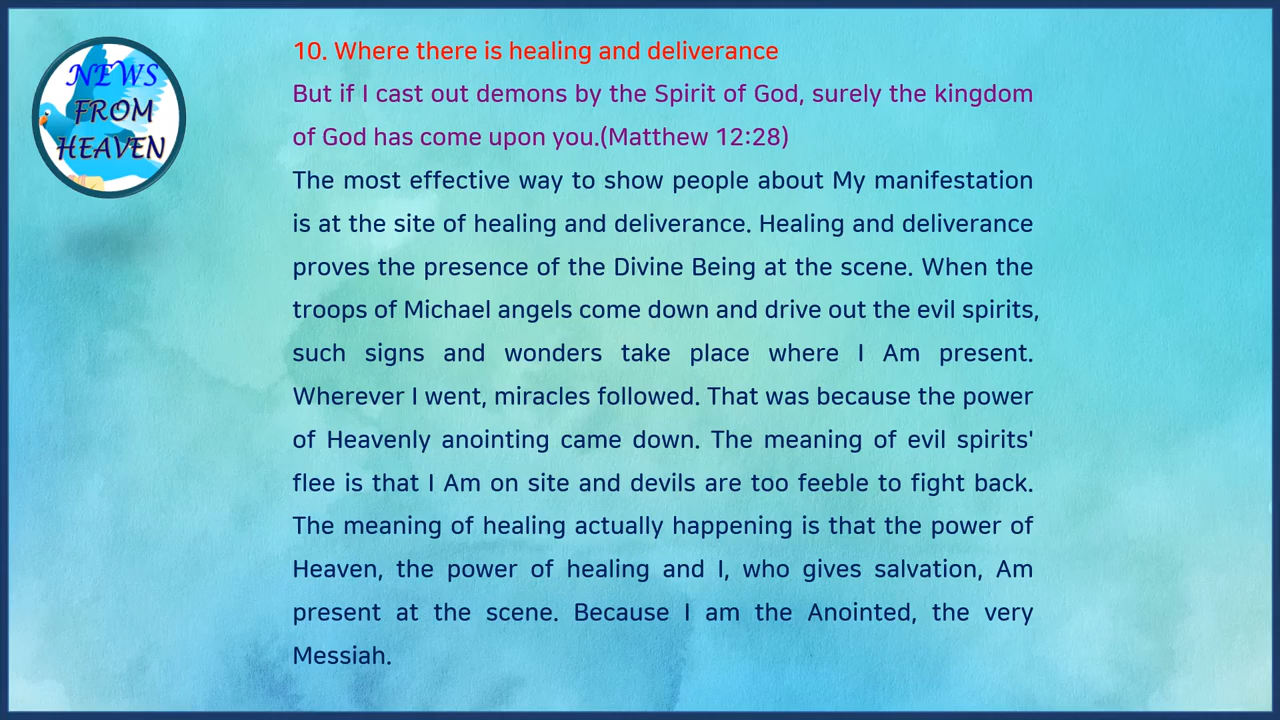 NEWS
FROM
HEAVEN
10. Where there is healing and deliverance
But if I cast out demons by the Spirit of God, surely the kingdom
of God has come upon you.(Matthew 12:28)
The most effective way to show people about My manifestation
is at the site of healing and deliverance. Healing and deliverance
proves the presence of the Divine Being at the scene. When the
troops of Michael angels come down and drive out the evil spirits,
such signs and wonders take place where I Am present.
Wherever I went, miracles followed. That was because the power
of Heavenly anointing came down. The meaning of evil spirits'
flee is that I Am on site and devils are too feeble to fight back.
The meaning of healing actually happening is that the power of
Heaven, the power of healing and I, who gives salvation, Am
present at the scene. Because I am the Anointed, the very
Messiah.